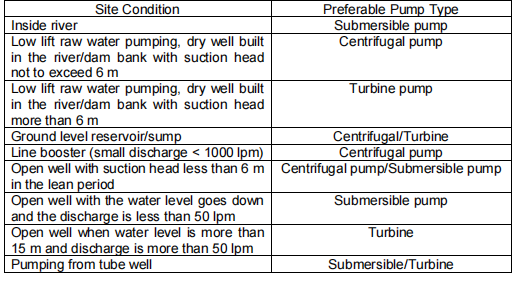 Site Condition Preferable Pump Type
Inside river Submersible pump
Low lift raw water pumping, dry well built Centrifugal pump
in the river/dam bank with suction head
not to exceed 6 m
Low lift raw water pumping, dry well built Turbine pump
in the river/dam bank with suction head
more than 6 m
Ground level reservoir/sump Centrifugal/Turbine
Line booster (small discharge < 1000 lpm) Centrifugal pump
Open well with suction head less than 6 m Centrifugal pump/Submersible pump
in the lean period
Open well with the water level goes down Submersible pump
and the discharge is less than 50 lpm
Open well when water level is more than Turbine
15 m and discharge is more than 50 lpm
Pumping from tube well Submersible/Turbine